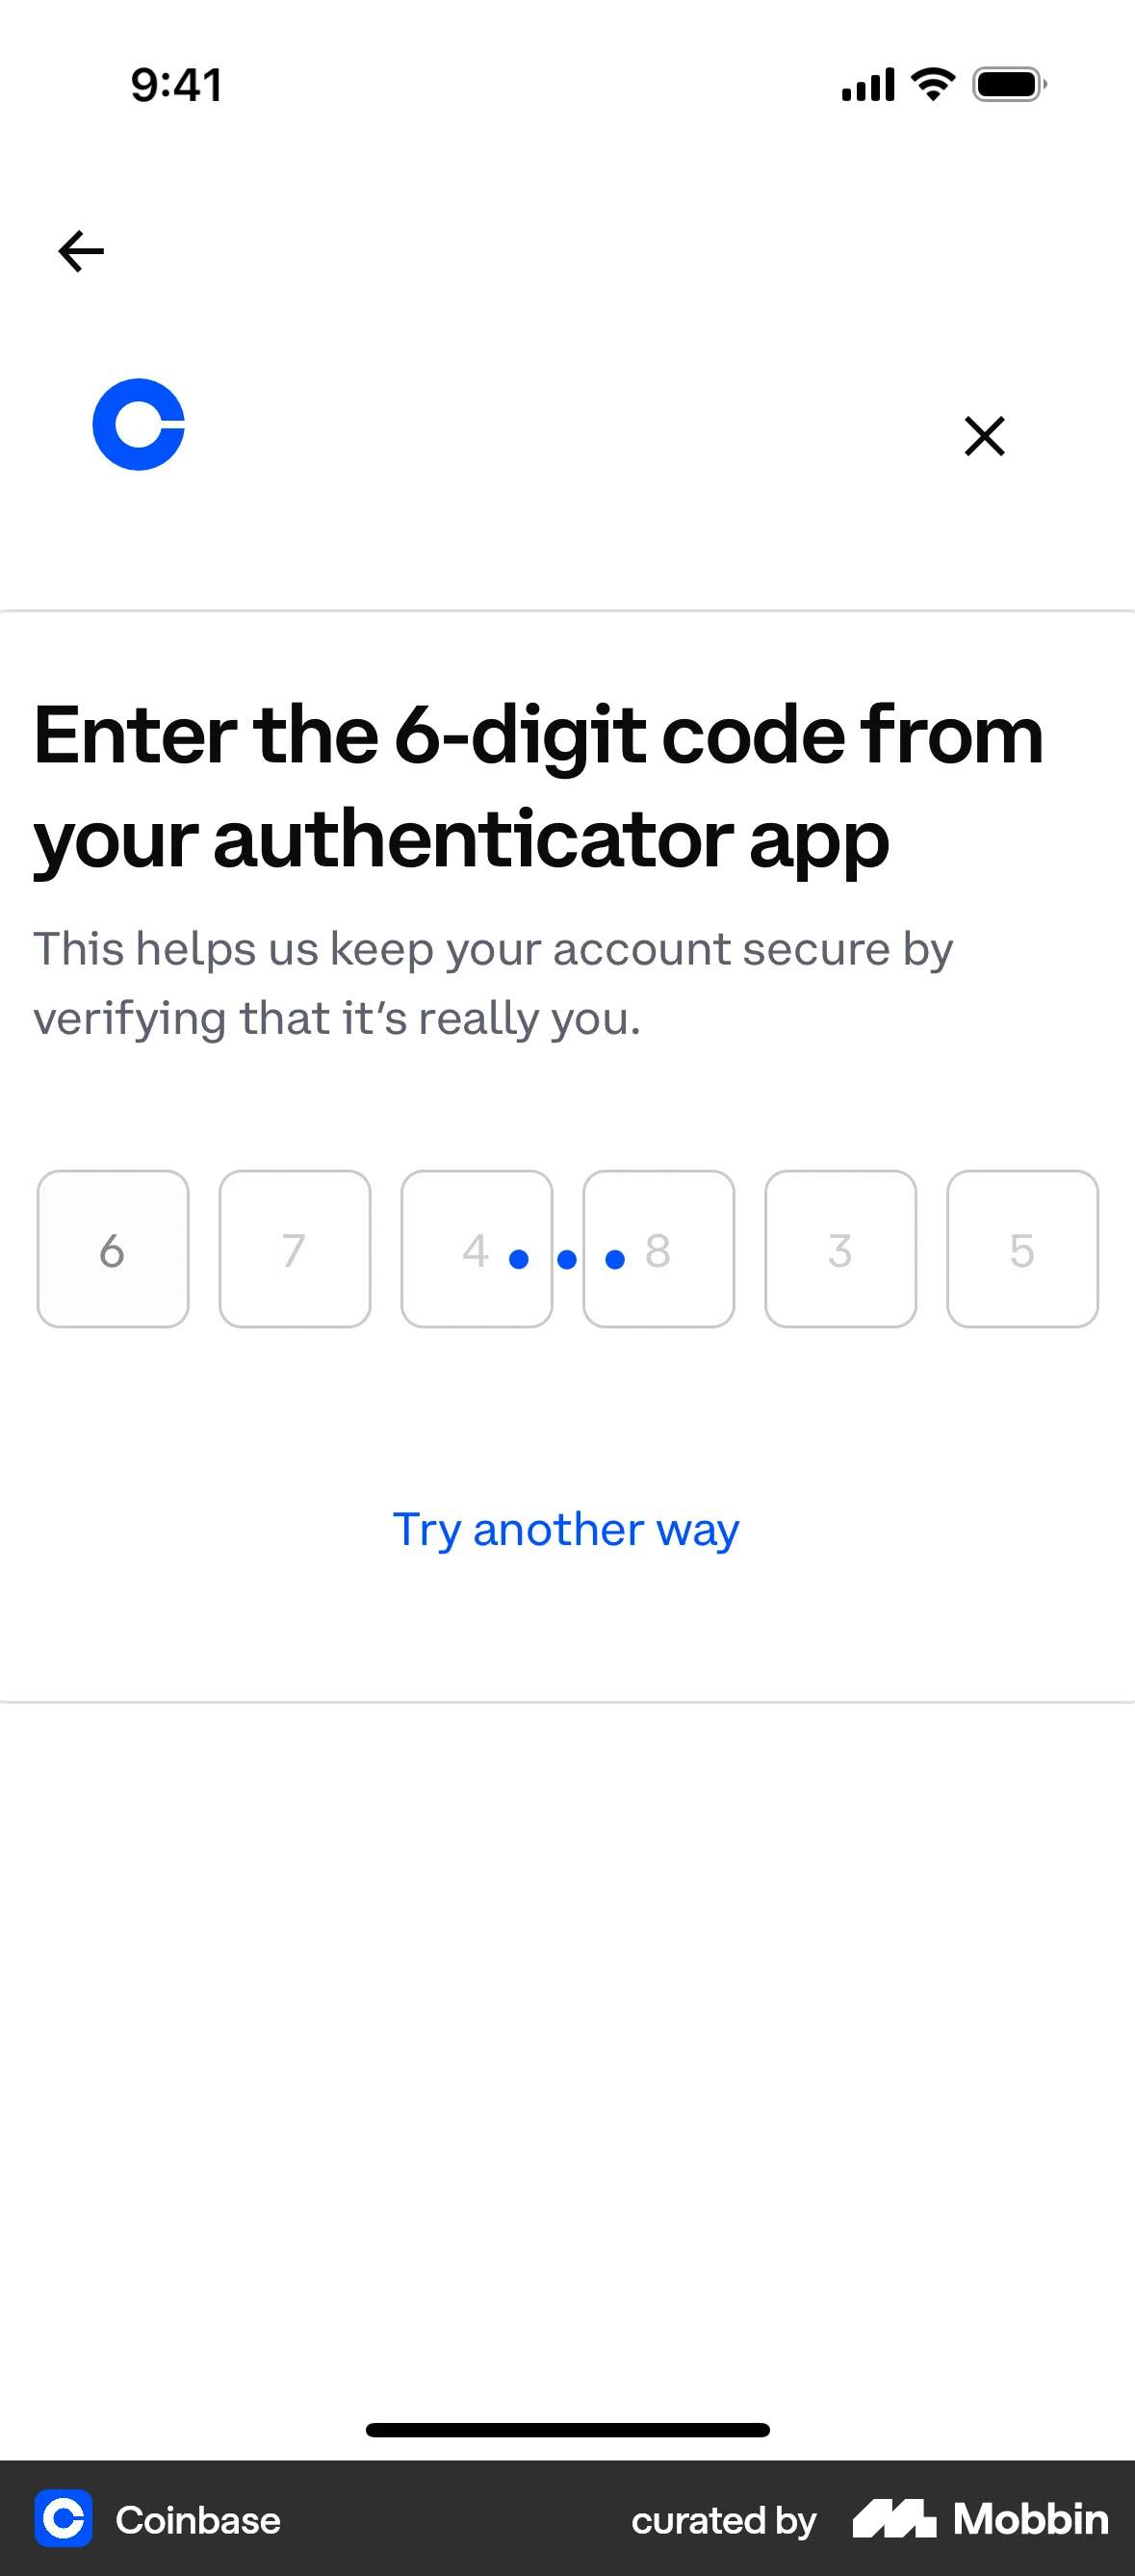 9:41
Enter the 6-digit code from
your authenticator app
This helps us keep your account secure by
verifying that it’s really you.
6 7 4 8 3 5
Try another way
Coinbase curated by Mobbin